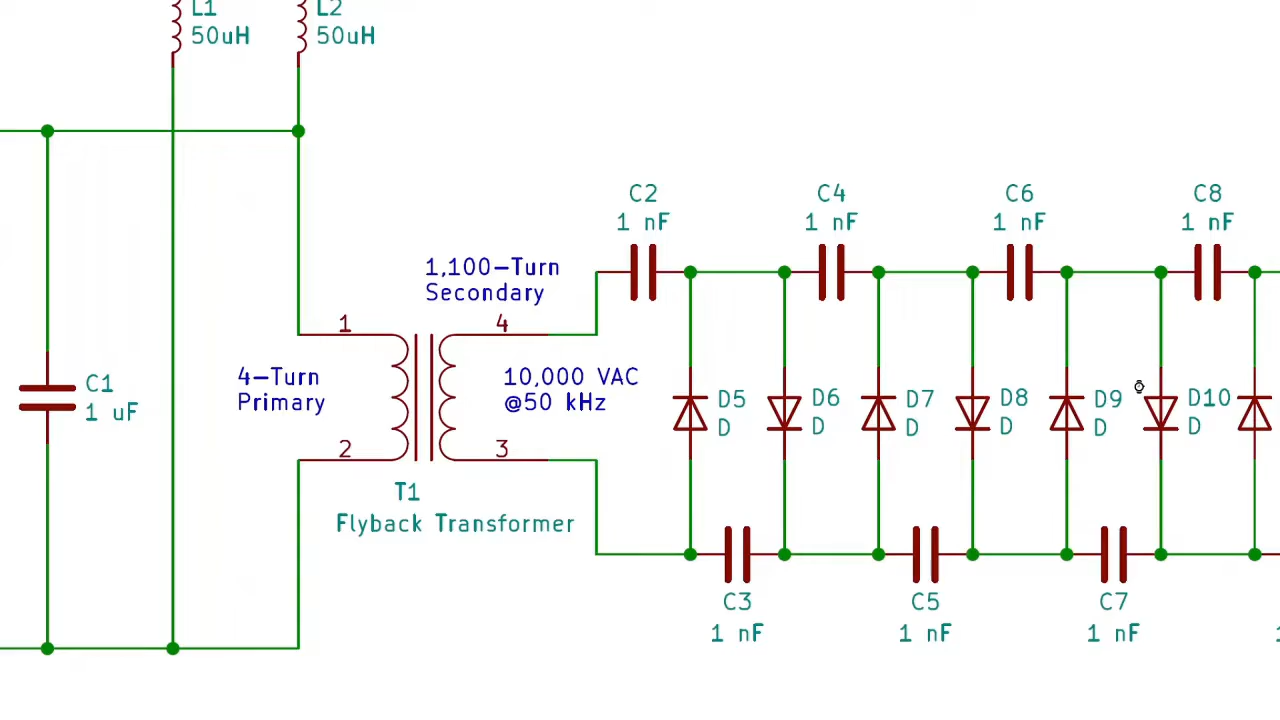 L1
50uH
L2
50uH
C2
1 nF
C4
1 nF
C6
1 nF
C8
1 nF
1,100-Turn
Secondary
1
4
4-Turn
Primary
10,000 VAC
@50 kHz
C1
1 uF
D5
D
D6
D
D7
D
D8
D
D9
D
D10
D
2
3
T1
Flyback Transformer
C3
1 nF
C5
1 nF
C7
1 nF